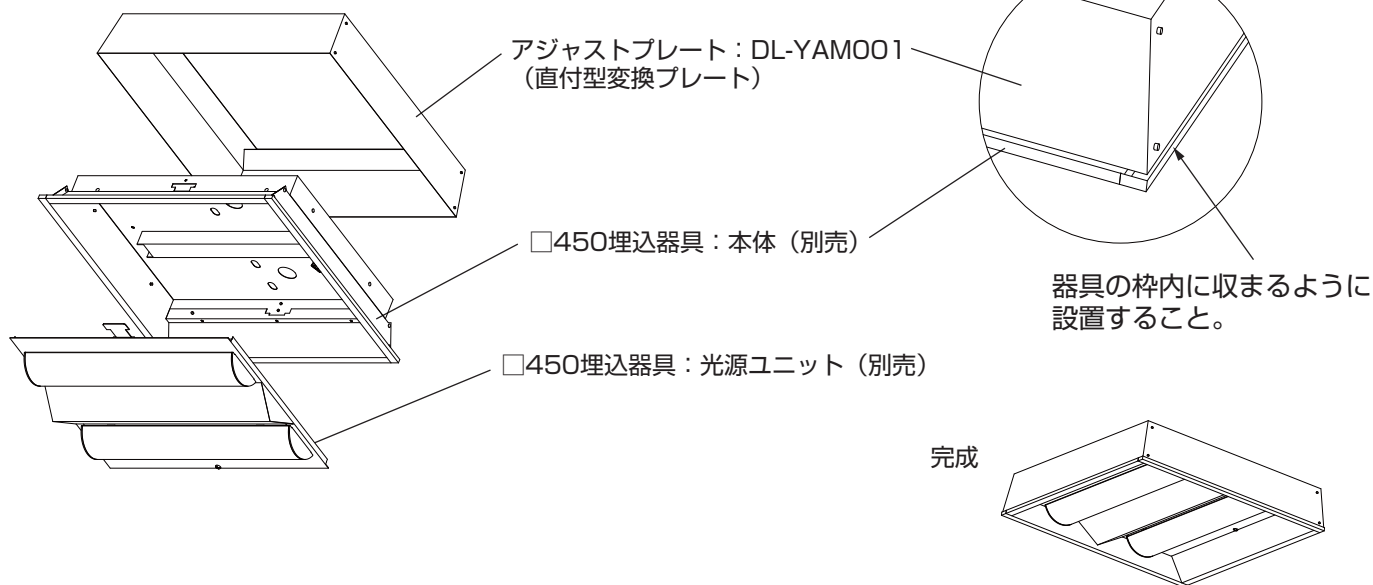 アジャストプレート：DL-YAM001
（直付型変換プレート）
□450埋込器具：本体（別売）
器具の枠内に収まるように
設置すること。
□450埋込器具：光源ユニット（別売）
完成